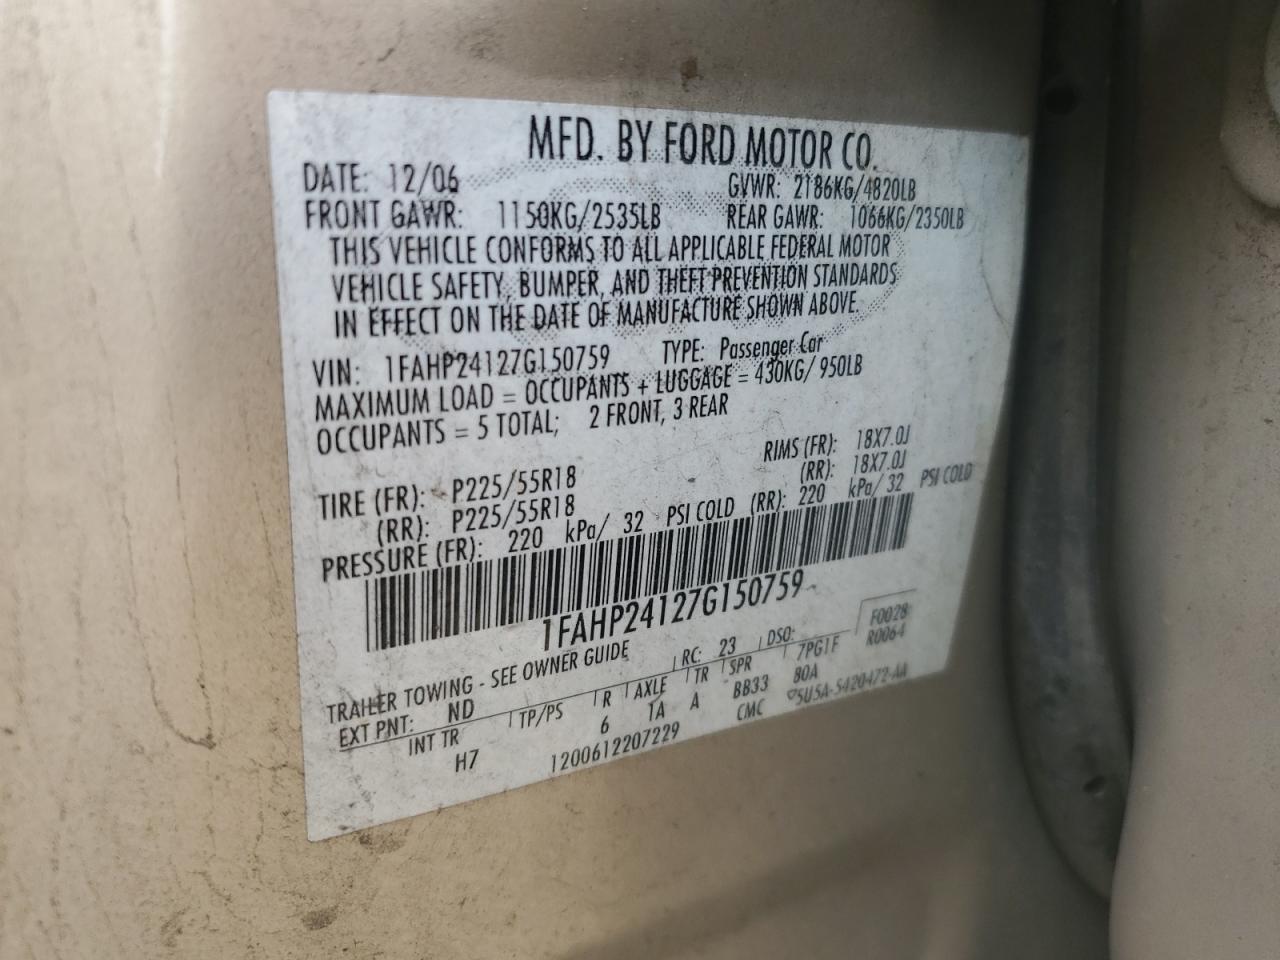 MFD. BY FORD MOTOR CO.
DATE: 12/06 GVWR: 2186KG/4820LB
FRONT GAWR: 1150KG/2535LB REAR GAWR: 1066KG/2350LB
THIS VEHICLE CONFORMS TO ALL APPLICABLE FEDERAL MOTOR
VEHICLE SAFETY, BUMPER, AND THEFT PREVENTION STANDARDS
IN EFFECT ON THE DATE OF MANUFACTURE SHOWN ABOVE.
VIN: 1FAHP24127G150759 TYPE: Passenger Car
MAXIMUM LOAD = OCCUPANTS + LUGGAGE = 430KG/ 950LB
OCCUPANTS = 5 TOTAL; 2 FRONT, 3 REAR
TIRE (FR): P225/55R18 RIMS (FR): 18X7.0J
(RR): P225/55R18 (RR): 18X7.0J
PRESSURE (FR): 220 kPa/ 32 PSI COLD (RR): 220 kPa/ 32 PSI COLD
1FAHP24127G150759
TRAILER TOWING - SEE OWNER GUIDE F0028
EXT PNT: ND RC: 23 DSO: R0064
INT TR TP/PS R AXLE TR SPR 7PG1F
H7 6 1A A BB33 80A
1200612207229 CMC 5U5A-5420472-AA